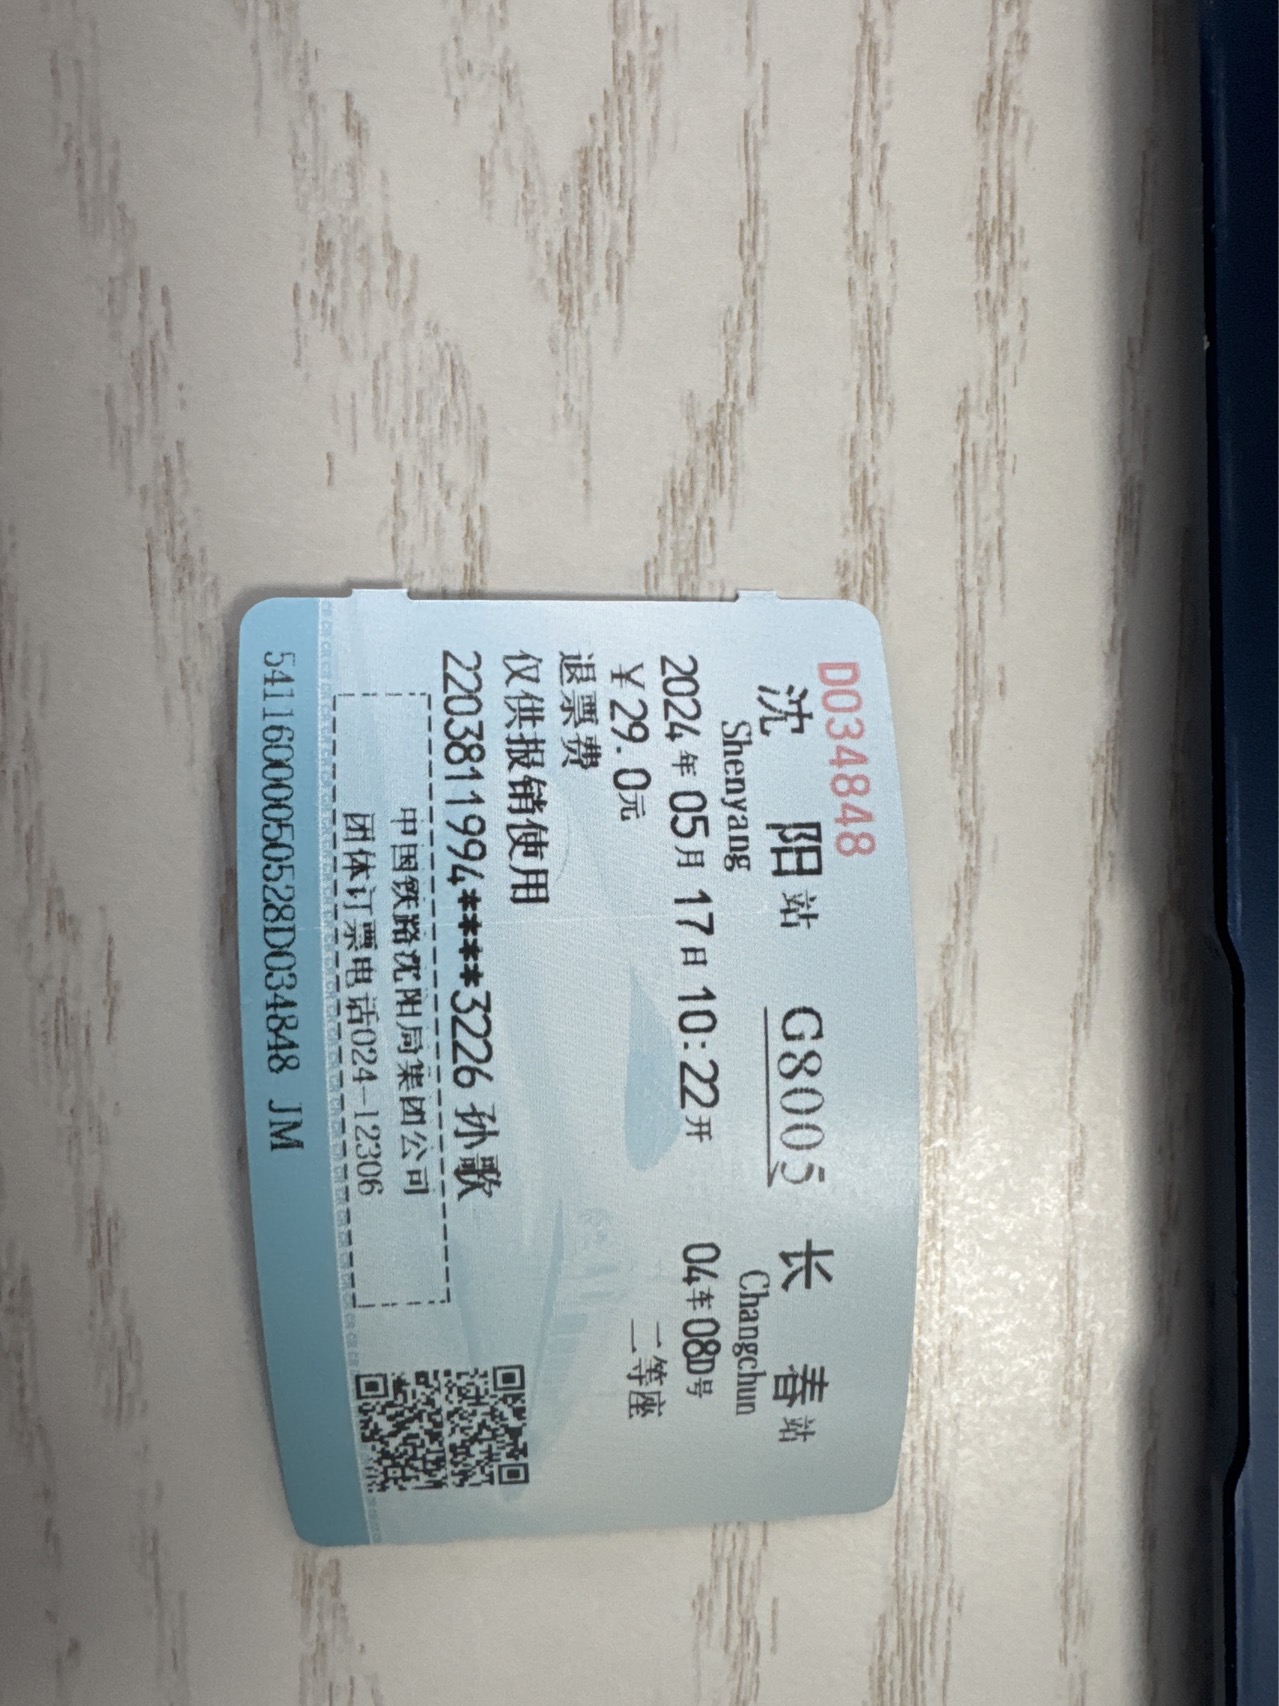 D034848
沈阳站 G8005 长春站
Shenyang Changchun
2024年05月17日10:22开 04车08D号
￥29.0元 二等座
退票费
仅供报销使用
2203811994****3226 孙歌
中国铁路沈阳局集团公司
团体订票电话024-12306
54116000050528D034848 JM